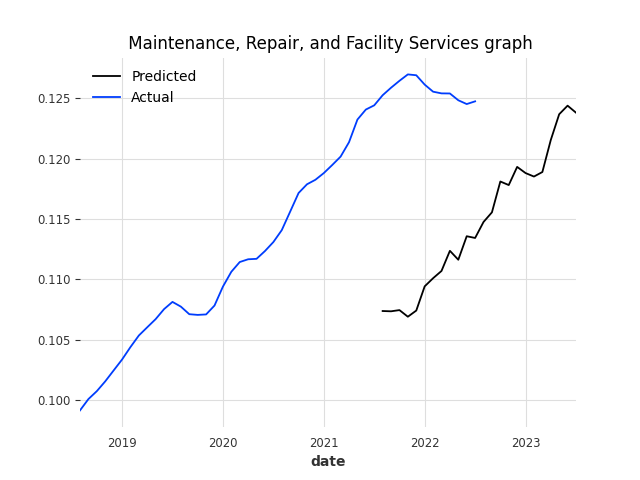 Maintenance, Repair, and Facility Services graph
Predicted
Actual
0.125
0.120
0.115
0.110
0.105
0.100
2019 2020 2021 2022 2023
date